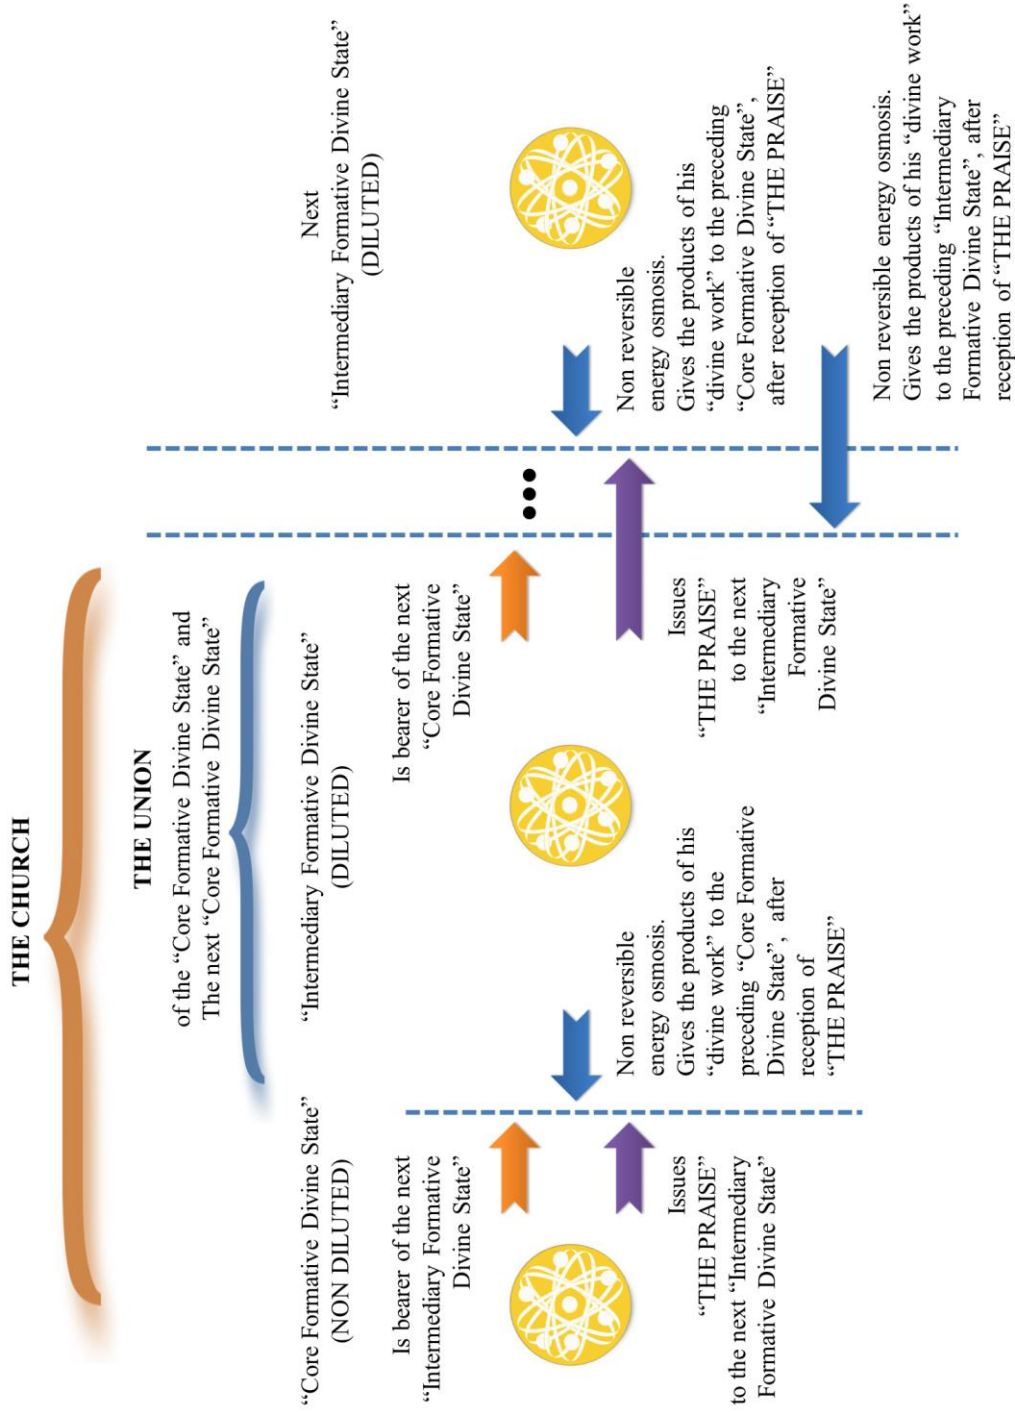 THE CHURCH
THE UNION
of the “Core Formative Divine State” and
The next “Core Formative Divine State”
“Core Formative Divine State”
(NON DILUTED)
“Intermediary Formative Divine State”
(DILUTED)
Next
“Intermediary Formative Divine State”
(DILUTED)
Is bearer of the next
“Intermediary Formative
Divine State”
Is bearer of the next
“Core Formative
Divine State”
Issues
“THE PRAISE”
to the next “Intermediary
Formative Divine State”
Non reversible
energy osmosis.
Gives the products of his
“divine work” to the
preceding “Core Formative
Divine State”, after
reception of
“THE PRAISE”
Issues
“THE PRAISE”
to the next
“Intermediary
Formative
Divine State”
Non reversible
energy osmosis.
Gives the products of his
“divine work” to the preceding
“Core Formative Divine State”,
after reception of “THE PRAISE”
Non reversible energy osmosis.
Gives the products of his “divine work”
to the preceding “Intermediary
Formative Divine State”, after
reception of “THE PRAISE”